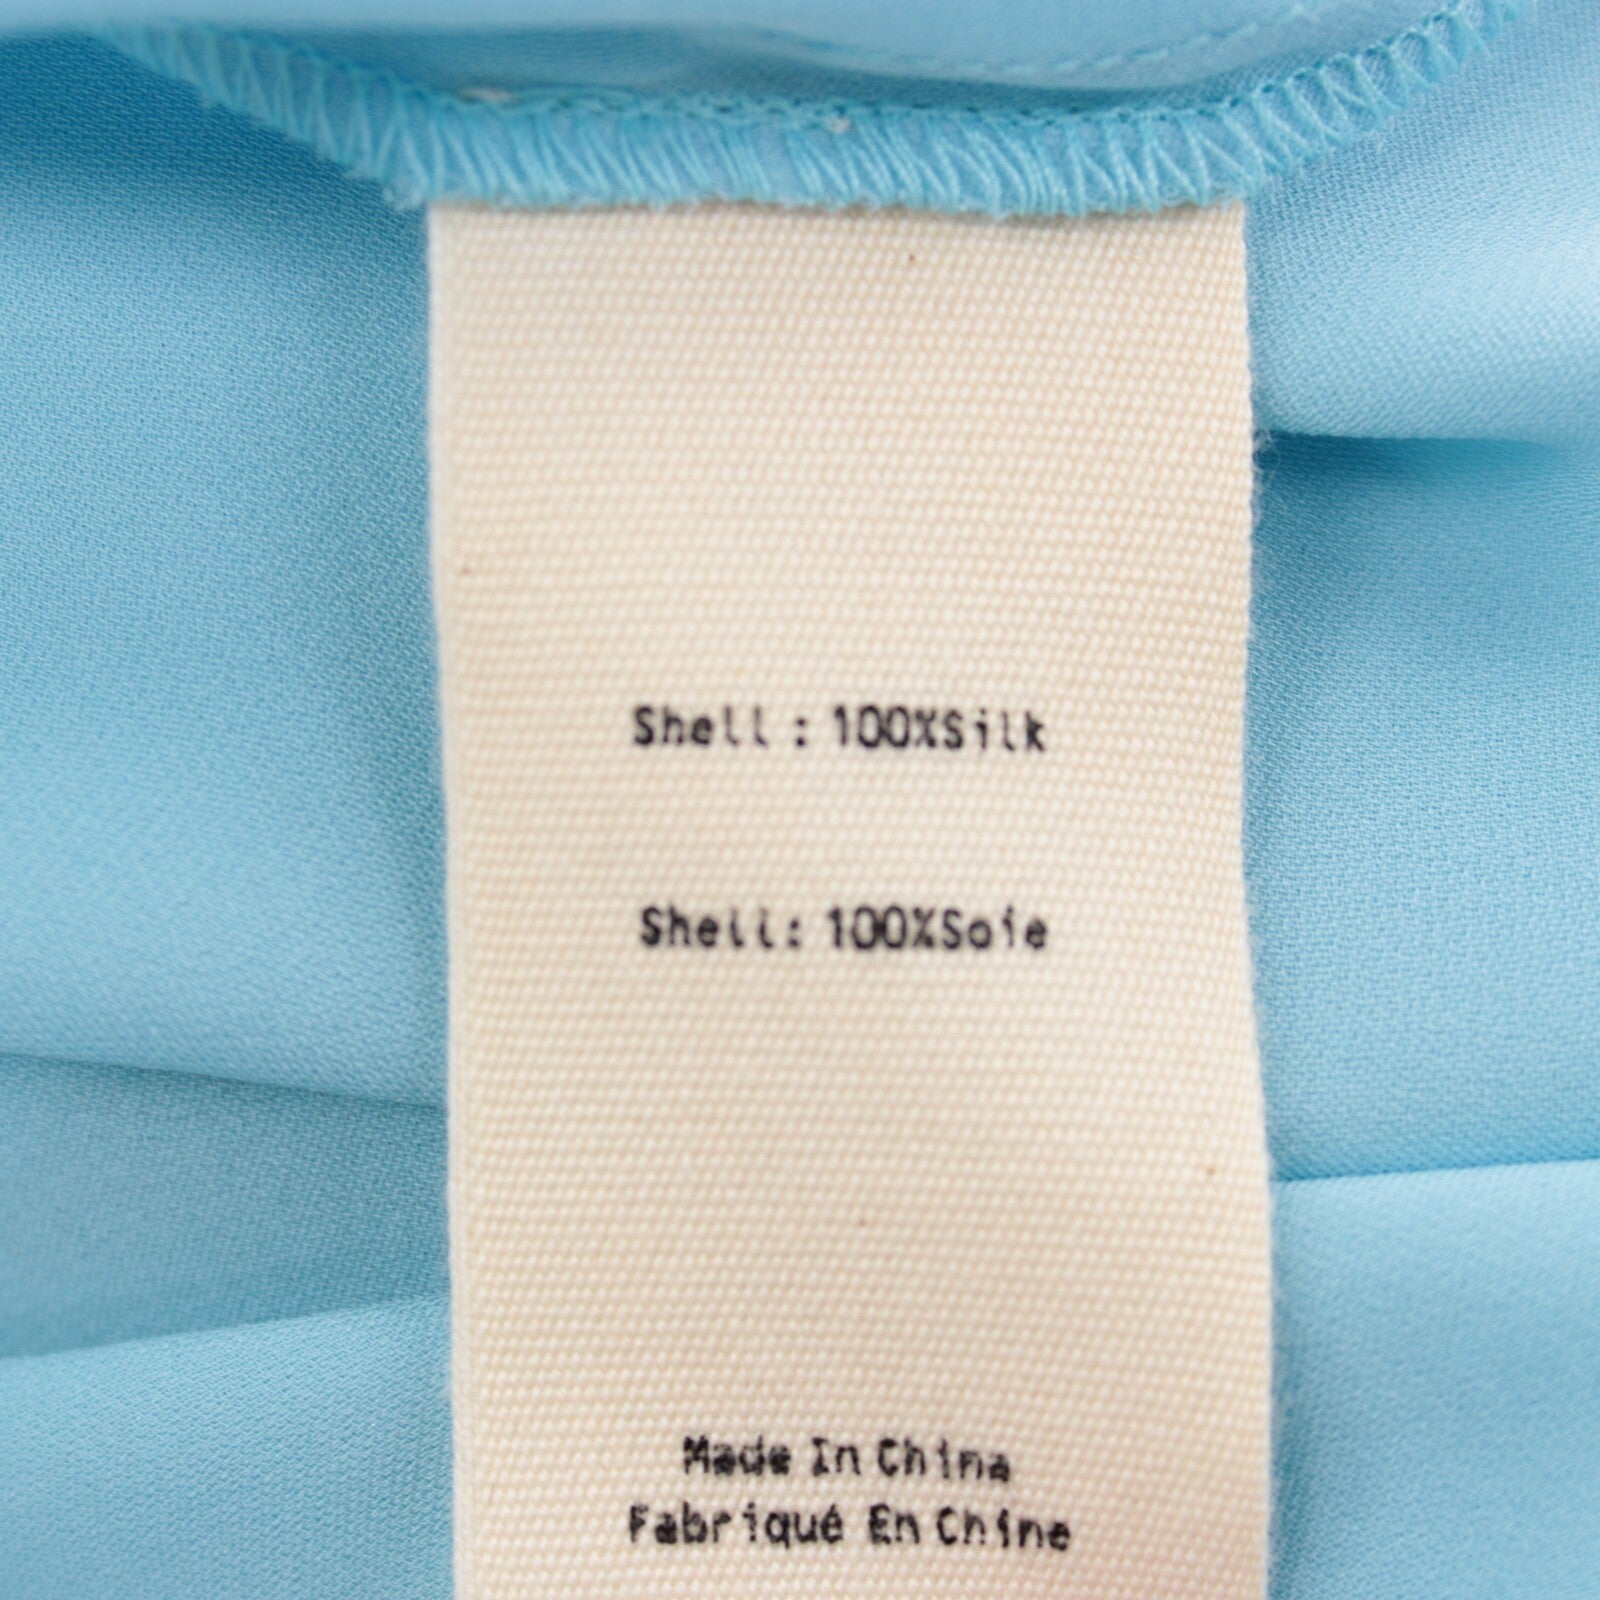 Shell: 100%Silk
Shell: 100%Soie
Made In China
Fabriqué En Chine